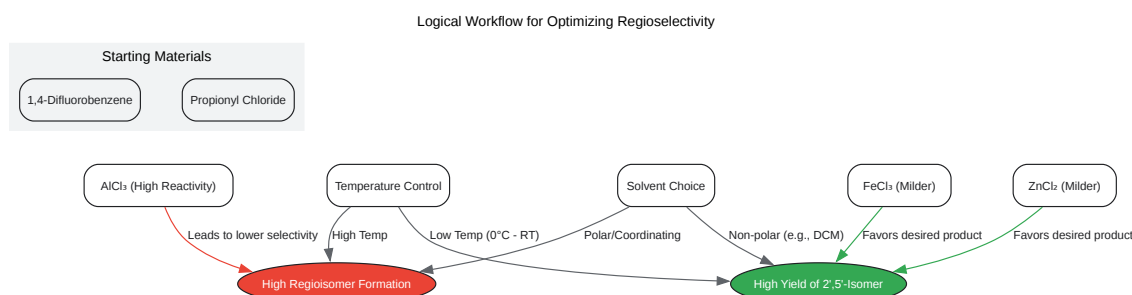 Logical Workflow for Optimizing Regioselectivity
Starting Materials
1,4-Difluorobenzene
Propionyl Chloride
AlCl₃ (High Reactivity)
Temperature Control
Solvent Choice
FeCl₃ (Milder)
ZnCl₂ (Milder)
Leads to lower selectivity
High Temp
Low Temp (0°C - RT)
Polar/Coordinating
Non-polar (e.g., DCM)
Favors desired product
Favors desired product
High Regioisomer Formation
High Yield of 2',5'-Isomer